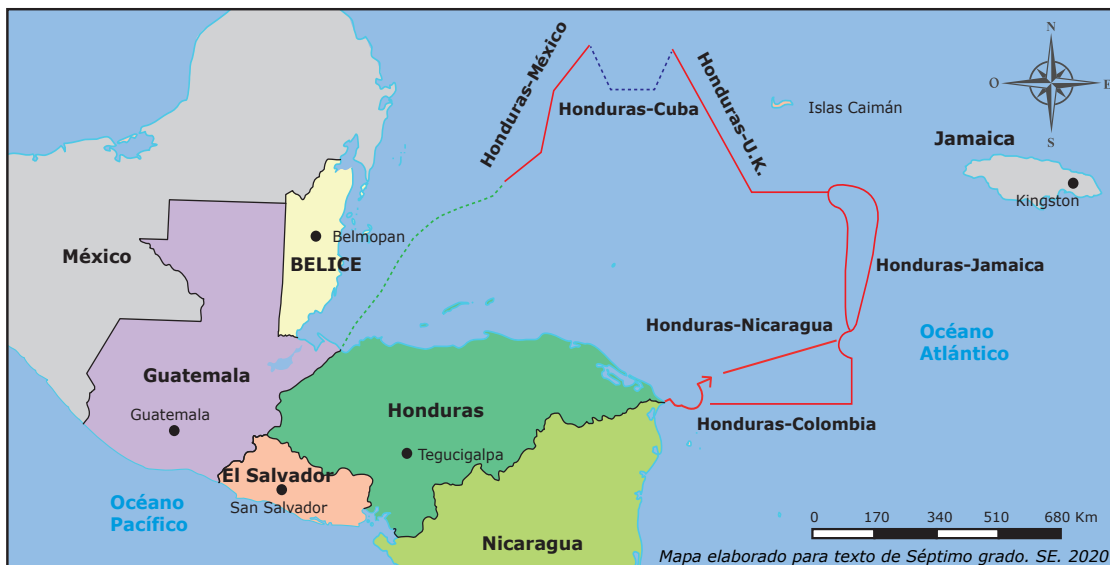 Honduras-México
Honduras-Cuba
Honduras-U.K.
Islas Caimán
N
O
E
S
Jamaica
Kingston
México
Belmopan
BELICE
Honduras-Jamaica
Honduras-Nicaragua
Océano
Atlántico
Guatemala
Guatemala
Honduras
Honduras-Colombia
Tegucigalpa
El Salvador
San Salvador
Océano
Pacífico
Nicaragua
0 170 340 510 680 Km
Mapa elaborado para texto de Séptimo grado. SE. 2020